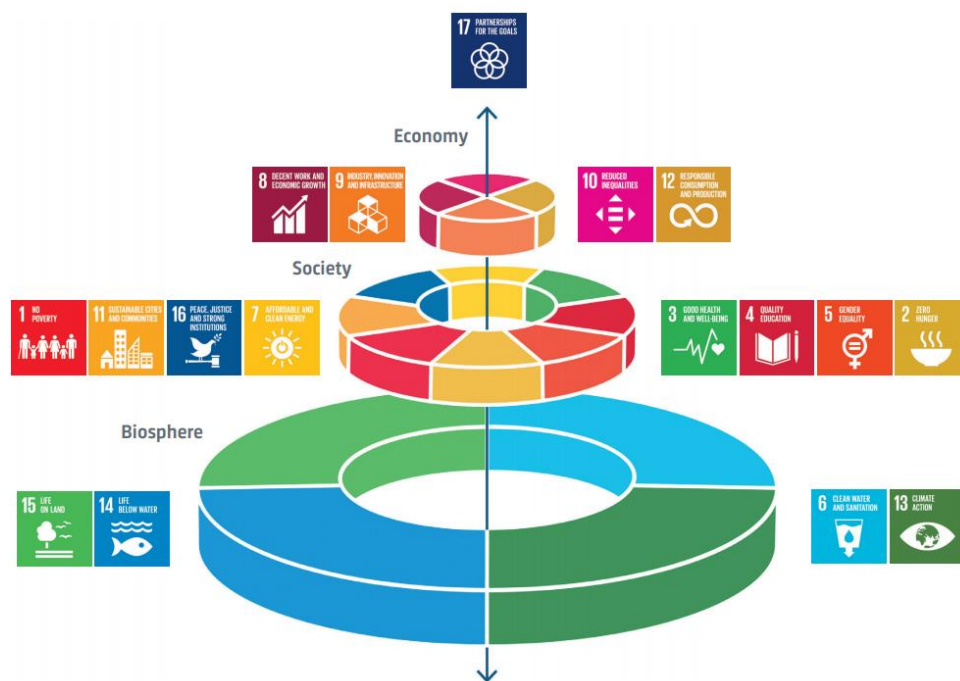 17 PARTNERSHIPS
FOR THE GOALS
Economy
8 DECENT WORK AND
ECONOMIC GROWTH
9 INDUSTRY, INNOVATION
AND INFRASTRUCTURE
10 REDUCED
INEQUALITIES
12 RESPONSIBLE
CONSUMPTION
AND PRODUCTION
Society
1 NO
POVERTY
11 SUSTAINABLE CITIES
AND COMMUNITIES
16 PEACE, JUSTICE
AND STRONG
INSTITUTIONS
7 AFFORDABLE AND
CLEAN ENERGY
3 GOOD HEALTH
AND WELL-BEING
4 QUALITY
EDUCATION
5 GENDER
EQUALITY
2 ZERO
HUNGER
Biosphere
15 LIFE
ON LAND
14 LIFE
BELOW WATER
6 CLEAN WATER
AND SANITATION
13 CLIMATE
ACTION